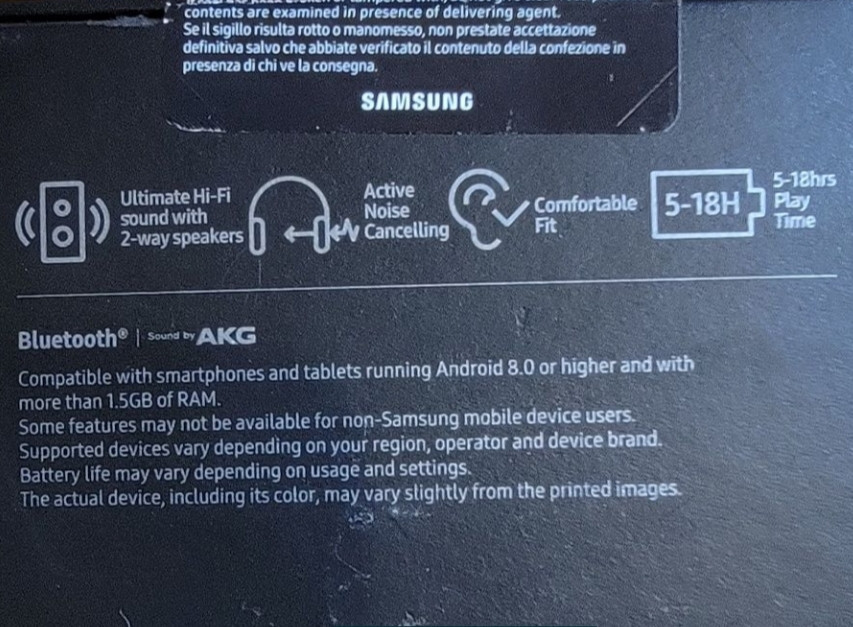 contents are examined in presence of delivering agent.
Se il sigillo risulta rotto o manomesso, non prestate accettazione
definitiva salvo che abbiate verificato il contenuto della confezione in
presenza di chi ve la consegna.
SAMSUNG
Ultimate Hi-Fi
sound with
2-way speakers
Active
Noise
Cancelling
Comfortable
Fit
5-18H
5-18hrs
Play
Time
Bluetooth® | Sound by AKG
Compatible with smartphones and tablets running Android 8.0 or higher and with
more than 1.5GB of RAM.
Some features may not be available for non-Samsung mobile device users.
Supported devices vary depending on your region, operator and device brand.
Battery life may vary depending on usage and settings.
The actual device, including its color, may vary slightly from the printed images.